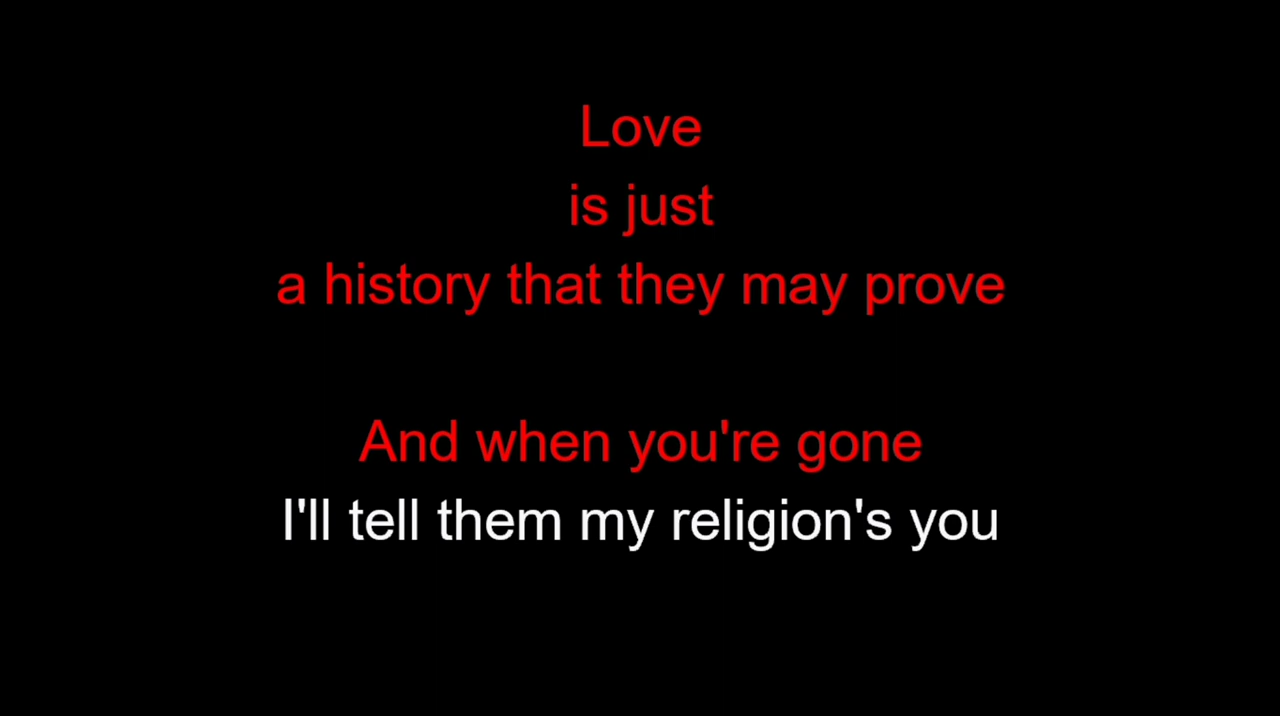 Love
is just
a history that they may prove
And when you're gone
I'll tell them my religion's you